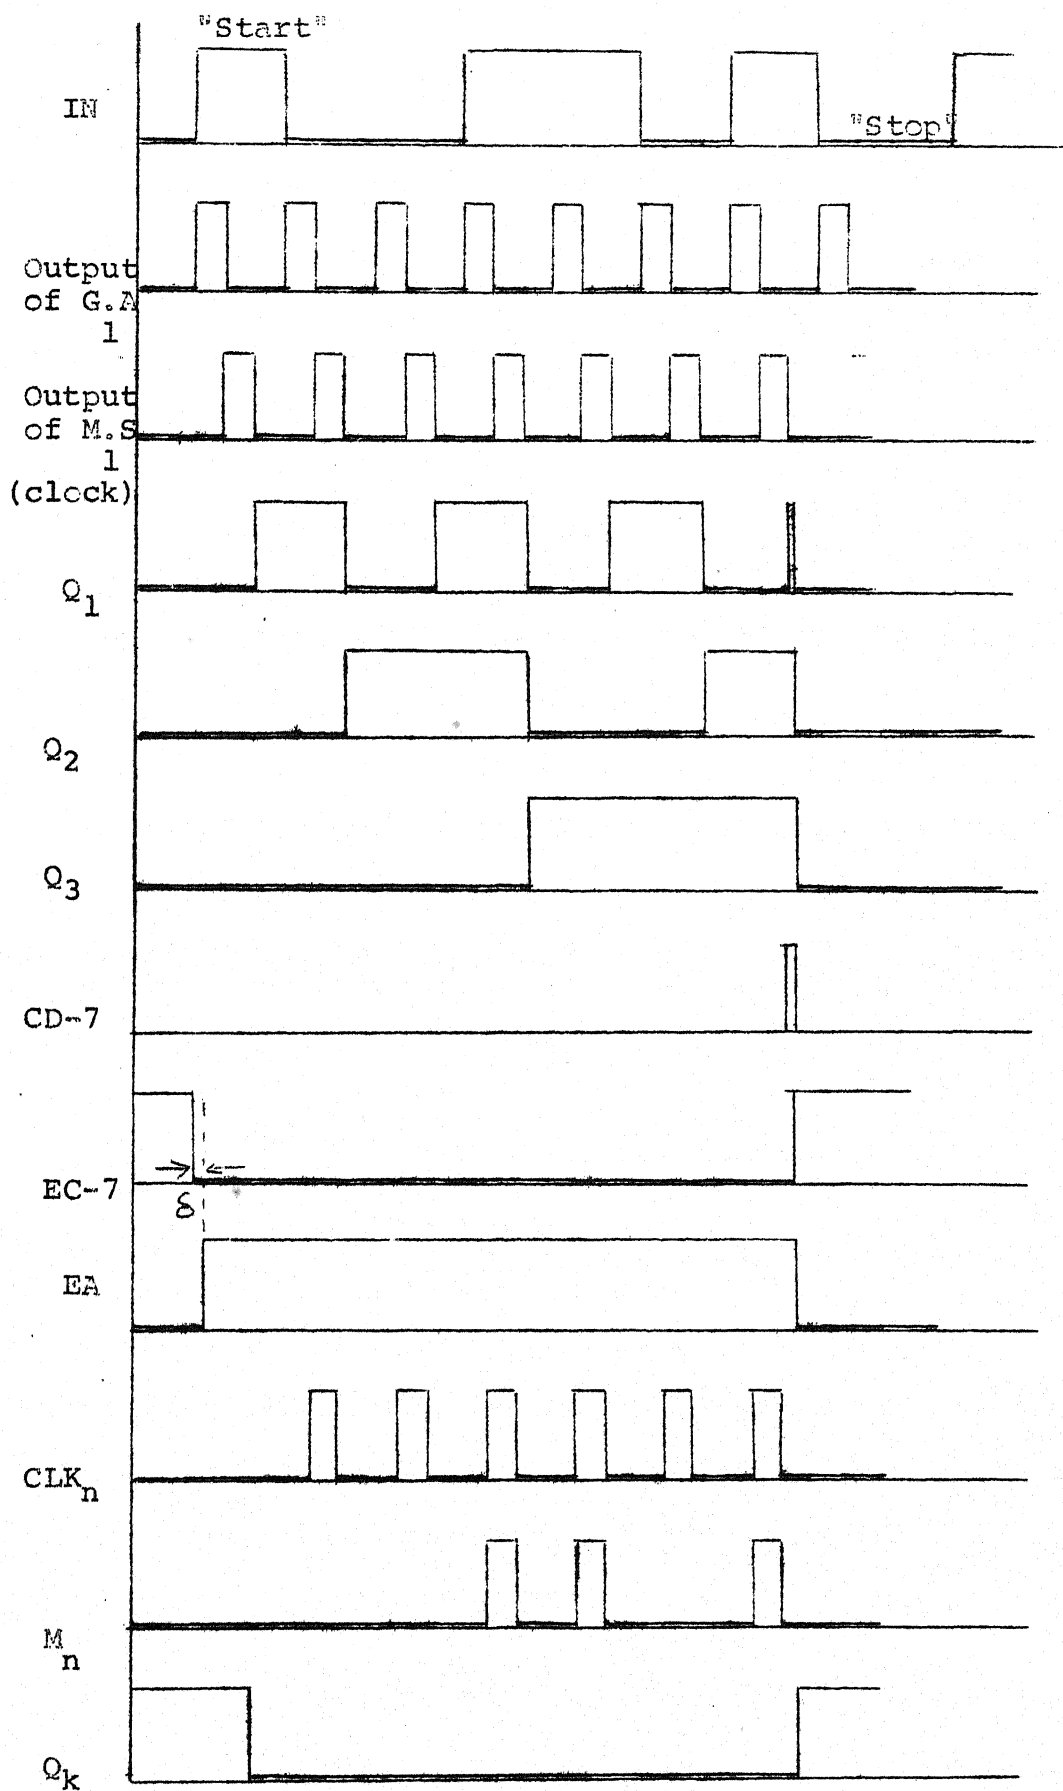 "Start"
IN
"Stop"
Output
of G.A
1
Output
of M.S
1
(clock)
Q1
Q2
Q3
CD-7
EC-7
δ
EA
CLKn
Mn
Qk